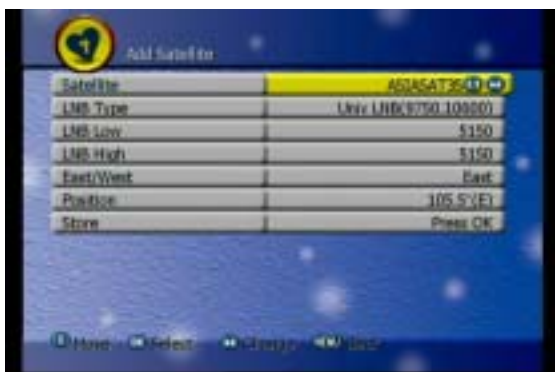 Add Satellite
Satellite ASIASAT3S
LNB Type Univ LNB(9750,10600)
LNB Low 5150
LNB High 5150
East/West East
Position 105.5°(E)
Store Press OK
Move Select